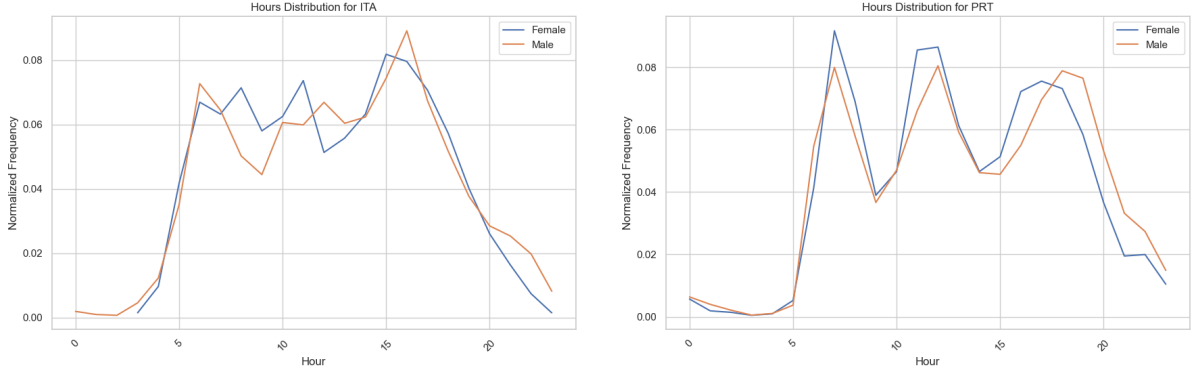 Hours Distribution for ITA
Normalized Frequency
0.08
0.06
0.04
0.02
0.00
0
5
10
15
20
Hour
Female
Male
Hours Distribution for PRT
Normalized Frequency
0.08
0.06
0.04
0.02
0.00
0
5
10
15
20
Hour
Female
Male